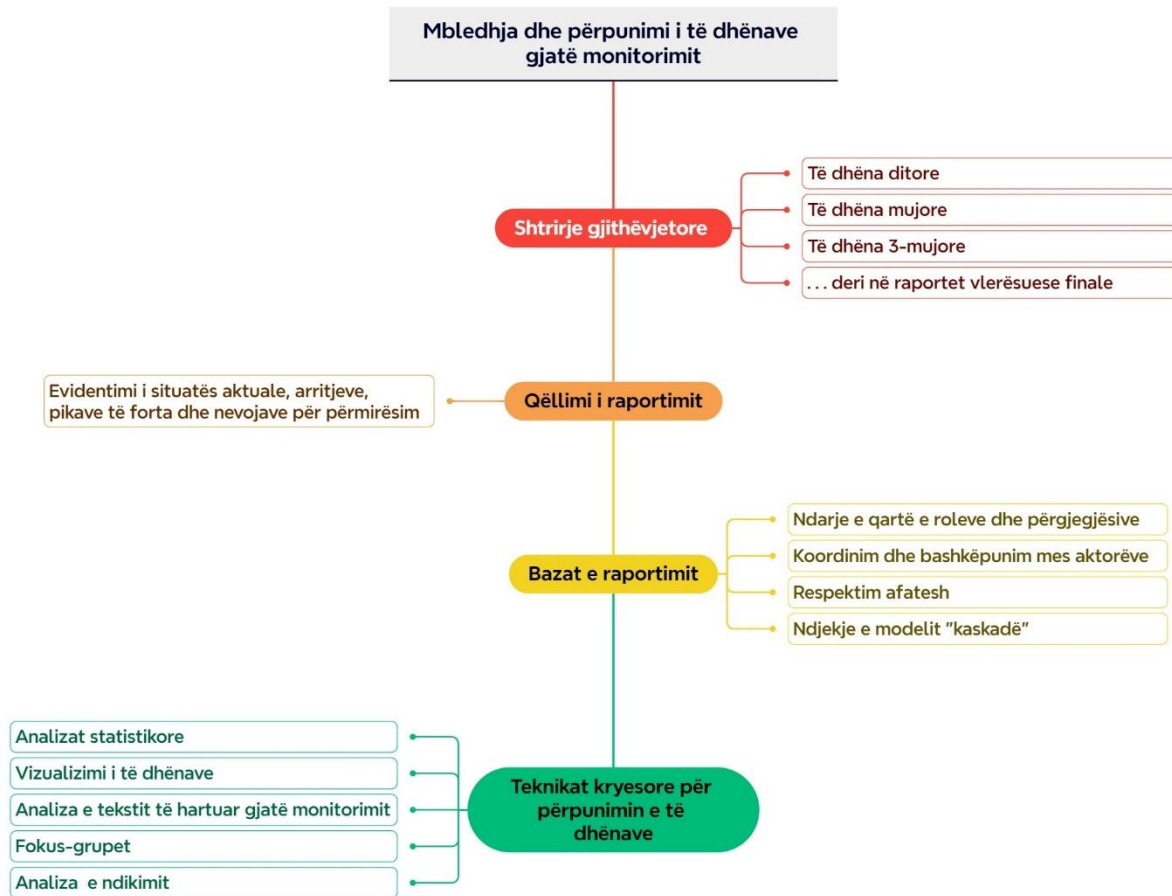 Mbledhja dhe përpunimi i të dhënave
gjatë monitorimit
Shtrirje gjithëvjetore
Të dhëna ditore
Të dhëna mujore
Të dhëna 3-mujore
... deri në raportet vlerësuese finale
Qëllimi i raportimit
Evidentimi i situatës aktuale, arritjeve,
pikave të forta dhe nevojave për përmirësim
Bazat e raportimit
Ndarje e qartë e roleve dhe përgjegjësive
Koordinim dhe bashkëpunim mes aktorëve
Respektim afatesh
Ndjekje e modelit "kaskadë"
Teknikat kryesore për
përpunimin e të
dhënave
Analizat statistikore
Vizualizimi i të dhënave
Analiza e tekstit të hartuar gjatë monitorimit
Fokus-grupet
Analiza e ndikimit